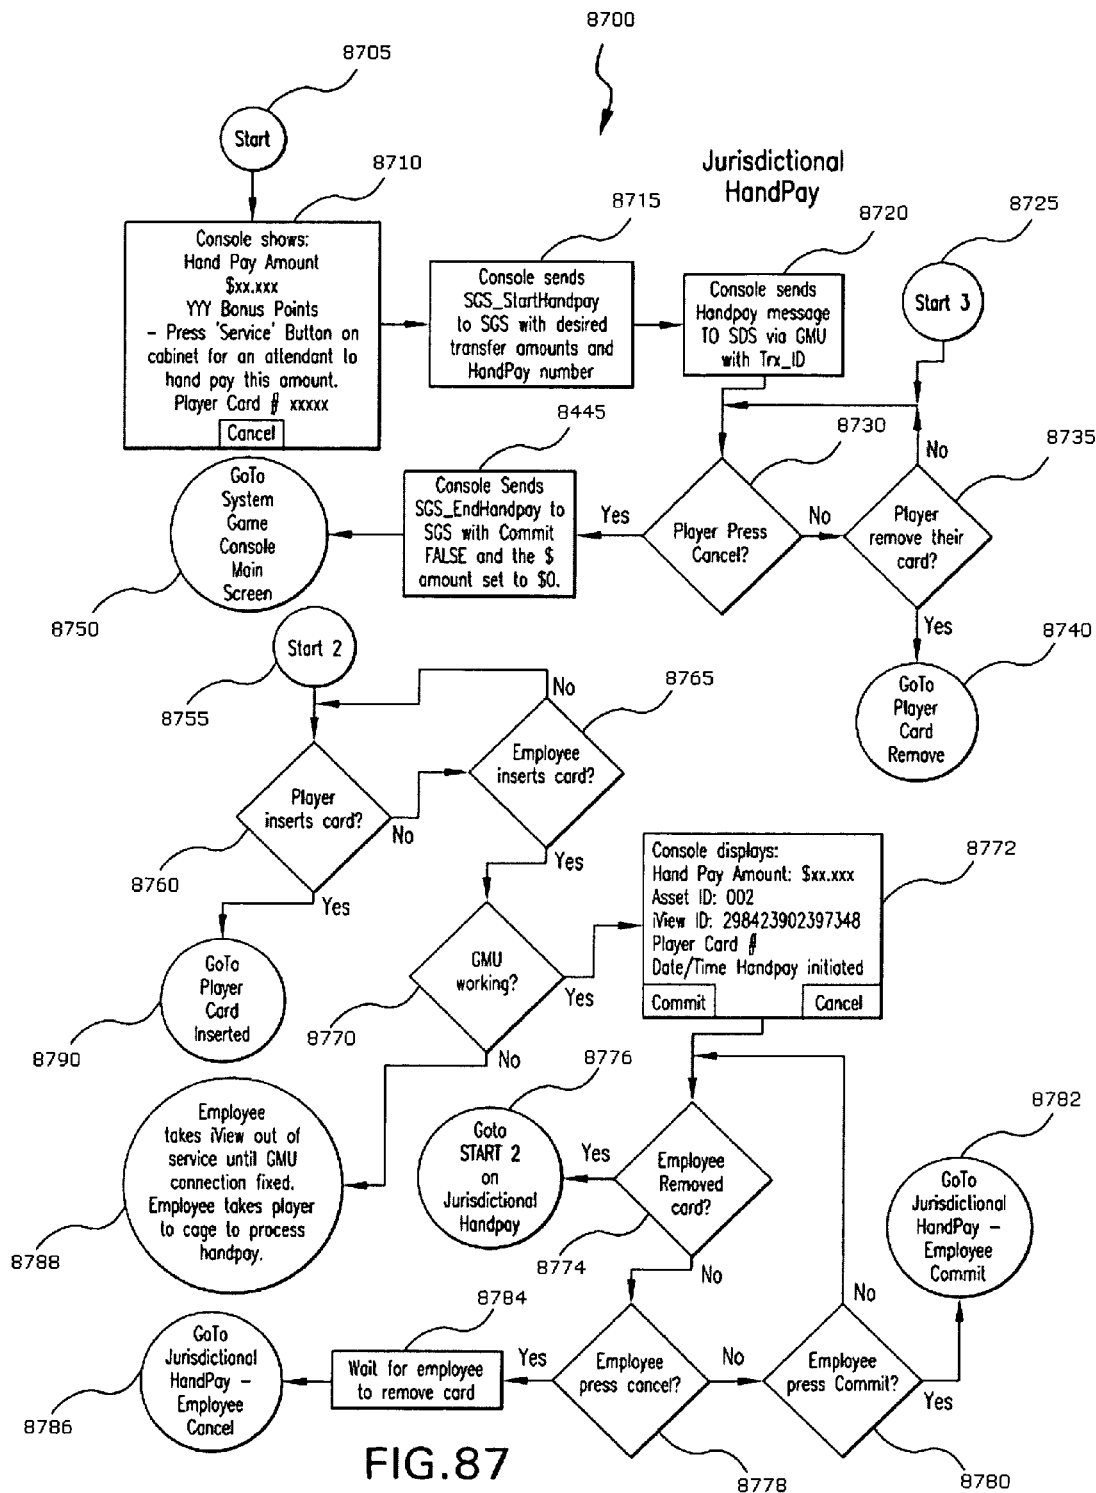 8700
8705
Start
Jurisdictional
HandPay
8710
Console shows:
Hand Pay Amount
$xx.xxx
YYY Bonus Points
– Press 'Service' Button on
cabinet for an attendant to
hand pay this amount.
Player Card # xxxxx
Cancel
8715
Console sends
SGS_StartHandpay
to SGS with desired
transfer amounts and
HandPay number
8720
Console sends
Handpay message
TO SDS via GMU
with Trx_ID
8725
Start 3
8730
Player Press
Cancel?
Yes
No
8735
Player
remove their
card?
No
Yes
8740
GoTo
Player
Card
Remove
8445
Console Sends
SGS_EndHandpay to
SGS with Commit
FALSE and the $
amount set to $0.
GoTo
System
Game
Console
Main
Screen
8750
Start 2
8755
Player
inserts card?
8760
No
Yes
GoTo
Player
Card
Inserted
8790
8765
Employee
inserts card?
No
Yes
GMU
working?
8770
Yes
No
8772
Console displays:
Hand Pay Amount: $xx.xxx
Asset ID: 002
iView ID: 298423902397348
Player Card #
Date/Time Handpay initiated
Commit
Cancel
Employee
takes iView out of
service until GMU
connection fixed.
Employee takes player
to cage to process
handpay.
8788
8776
Goto
START 2
on
Jurisdictional
Handpay
Yes
Employee
Removed
card?
8774
No
8782
GoTo
Jurisdictional
HandPay –
Employee
Commit
8784
Wait for employee
to remove card
GoTo
Jurisdictional
HandPay –
Employee
Cancel
8786
Yes
Employee
press cancel?
8778
No
Employee
press Commit?
8780
No
Yes
FIG.87